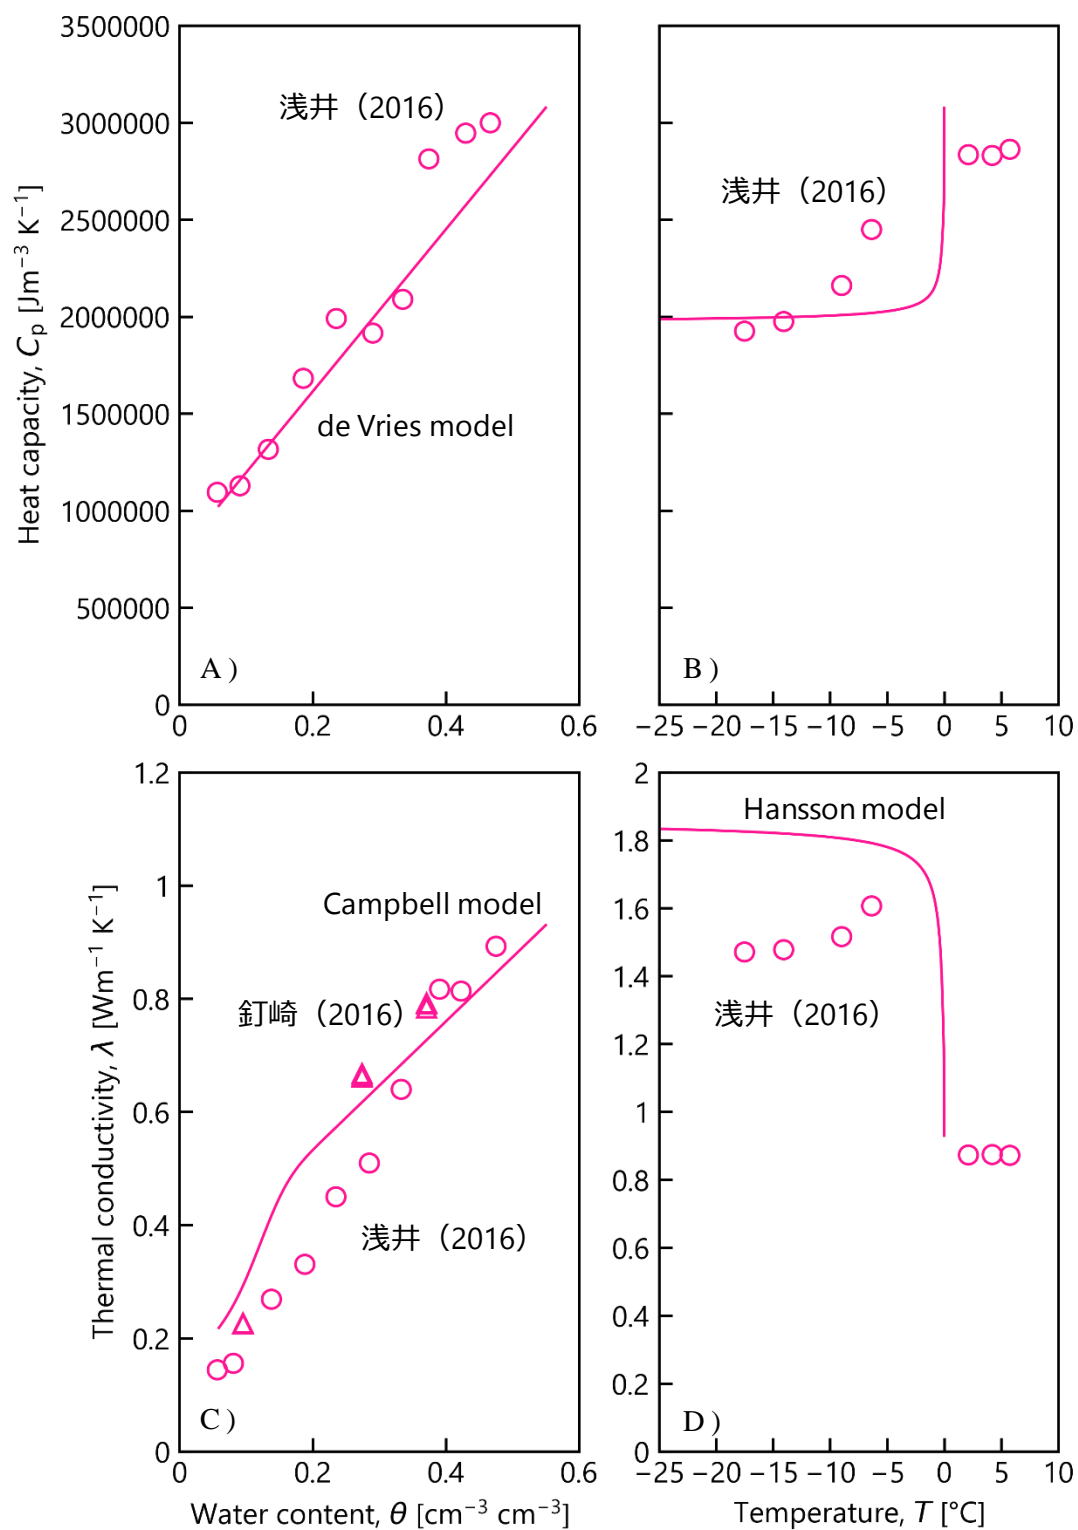 3500000
3000000
2500000
2000000
1500000
1000000
500000
0
Heat capacity, Cp [Jm−3 K−1]
浅井（2016）
de Vries model
A )
0 0.2 0.4 0.6
浅井（2016）
B )
−25 −20 −15 −10 −5 0 5 10
1.2
1
0.8
0.6
0.4
0.2
0
Thermal conductivity, λ [Wm−1 K−1]
Campbell model
釘崎（2016）
浅井（2016）
C )
0 0.2 0.4 0.6
Water content, θ [cm−3 cm−3]
2
1.8
1.6
1.4
1.2
1
0.8
0.6
0.4
0.2
0
Hansson model
浅井（2016）
D )
−25 −20 −15 −10 −5 0 5 10
Temperature, T [°C]